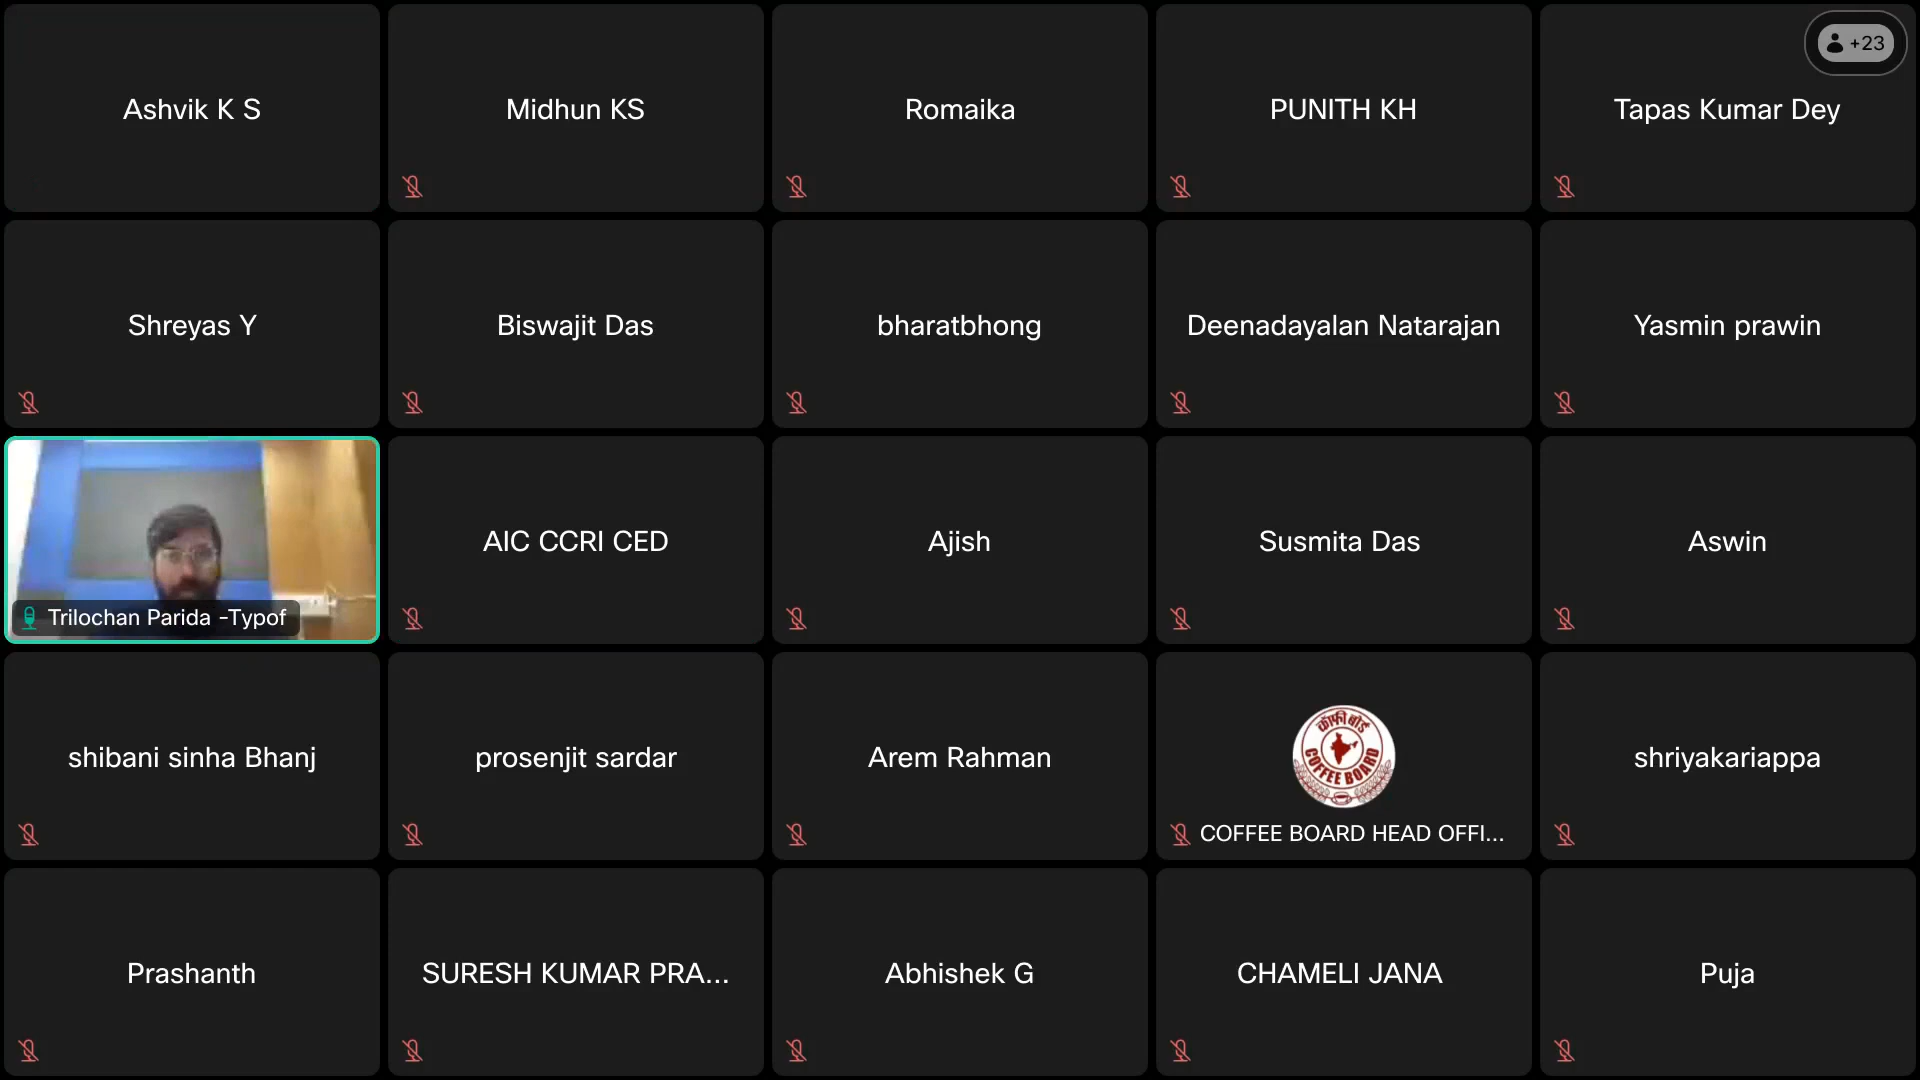 +23
Ashvik K S
Midhun KS
Romaika
PUNITH KH
Tapas Kumar Dey
Shreyas Y
Biswajit Das
bharatbhong
Deenadayalan Natarajan
Yasmin prawin
Trilochan Parida -Typof
AIC CCRI CED
Ajish
Susmita Das
Aswin
shibani sinha Bhanj
prosenjit sardar
Arem Rahman
कॉफी बोर्ड
COFFEE BOARD
COFFEE BOARD HEAD OFFI...
shriyakariappa
Prashanth
SURESH KUMAR PRA...
Abhishek G
CHAMELI JANA
Puja